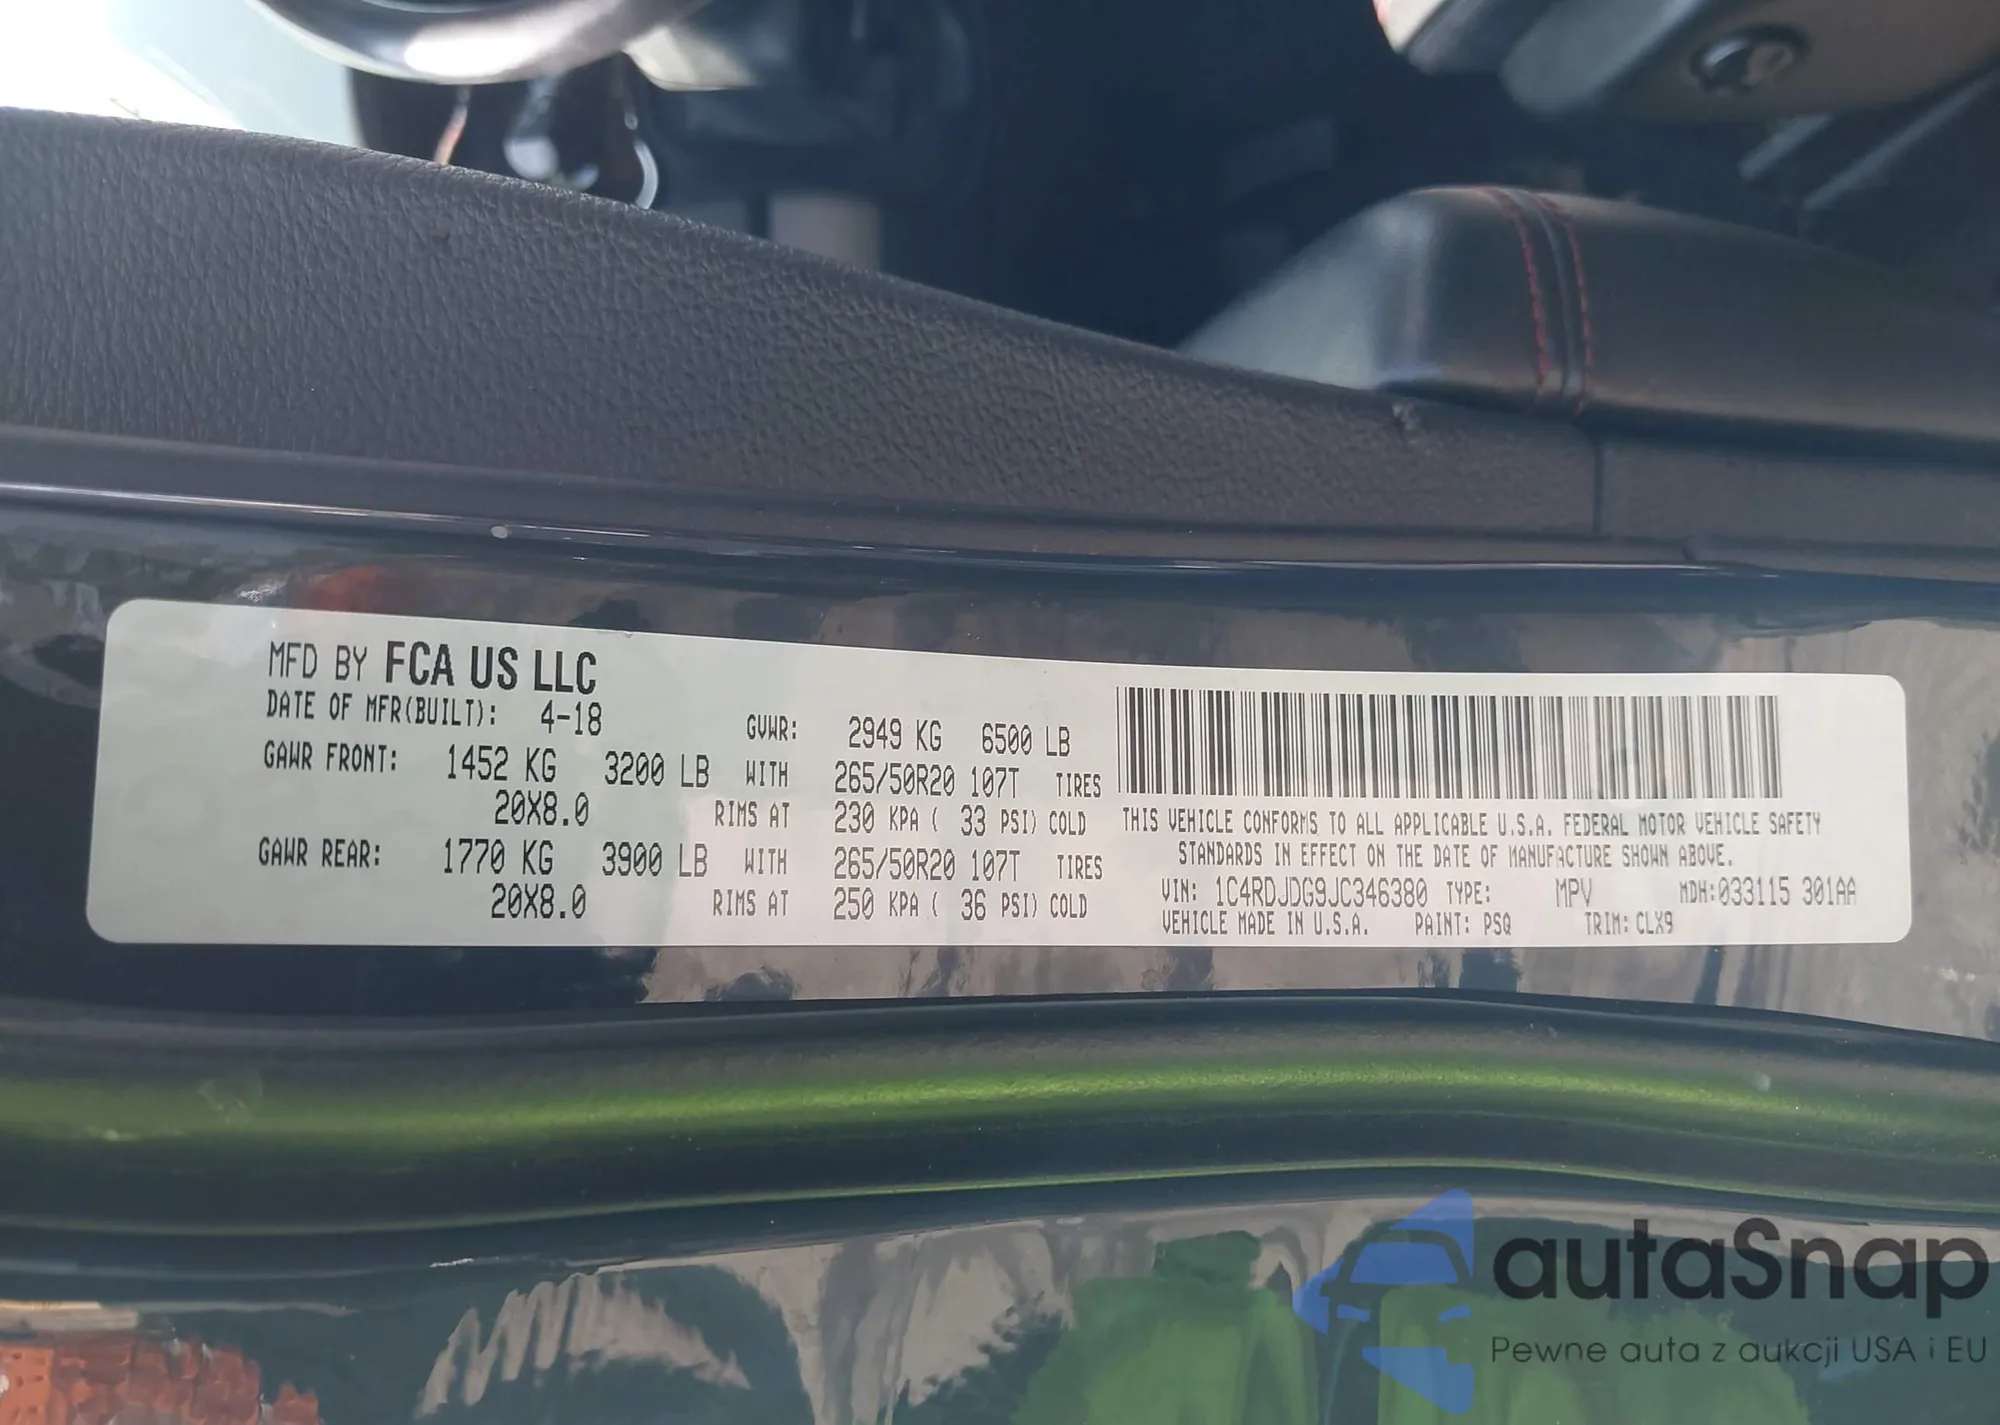 MFD BY FCA US LLC
DATE OF MFR(BUILT): 4-18 GVWR: 2949 KG 6500 LB
GAWR FRONT: 1452 KG 3200 LB WITH 265/50R20 107T TIRES
20X8.0 RIMS AT 230 KPA ( 33 PSI) COLD
GAWR REAR: 1770 KG 3900 LB WITH 265/50R20 107T TIRES
20X8.0 RIMS AT 250 KPA ( 36 PSI) COLD
THIS VEHICLE CONFORMS TO ALL APPLICABLE U.S.A. FEDERAL MOTOR VEHICLE SAFETY
STANDARDS IN EFFECT ON THE DATE OF MANUFACTURE SHOWN ABOVE.
VIN: 1C4RDJDG9JC346380 TYPE: MPV MDH:033115 301AA
VEHICLE MADE IN U.S.A. PAINT: PSQ TRIM: CLX9
autaSnap
Pewne auta z aukcji USA i EU